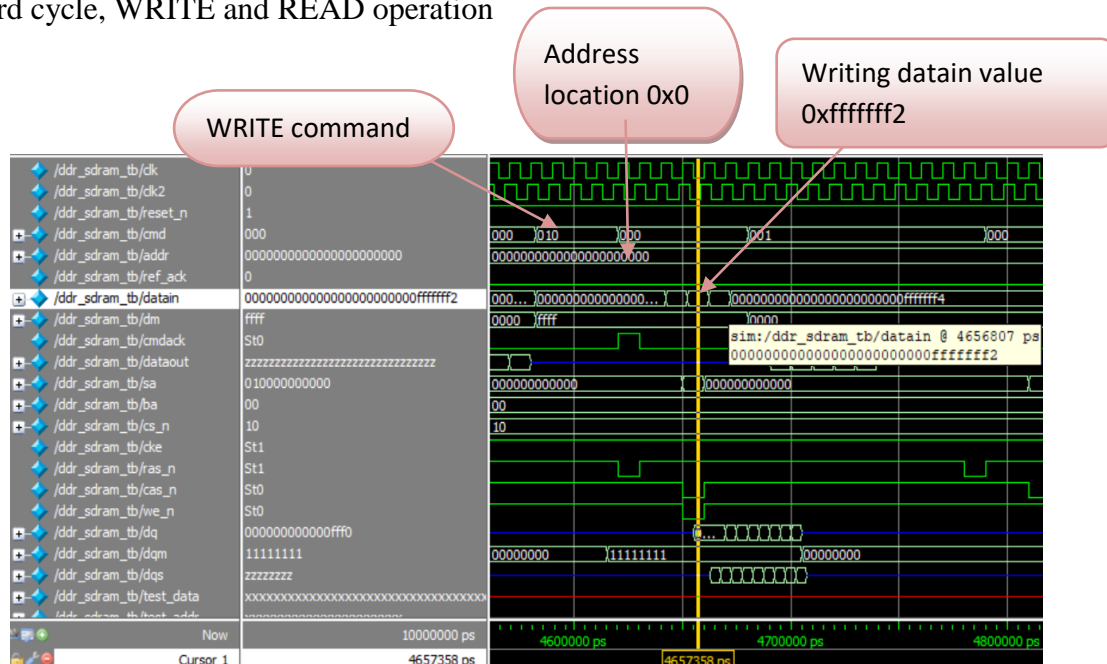 rd cycle, WRITE and READ operation
Address
location 0x0
Writing datain value
0xfffffff2
WRITE command
/ddr_sdram_tb/clk 0
/ddr_sdram_tb/clk2 0
/ddr_sdram_tb/reset_n 1
/ddr_sdram_tb/cmd 000 000 010 000 001 000
/ddr_sdram_tb/addr 0000000000000000000000 0000000000000000000000
/ddr_sdram_tb/ref_ack 0
/ddr_sdram_tb/datain 000000000000000000000000fffffff2 000... 000000000000000... 000000000000000000000000fffffff4
/ddr_sdram_tb/dm ffff 0000 ffff 0000
/ddr_sdram_tb/cmdack St0
sim:/ddr_sdram_tb/datain @ 4656807 ps
000000000000000000000000fffffff2
/ddr_sdram_tb/dataout zzzzzzzzzzzzzzzzzzzzzzzzzzzzzzzz
/ddr_sdram_tb/sa 010000000000 000000000000 000000000000
/ddr_sdram_tb/ba 00 00
/ddr_sdram_tb/cs_n 10 10
/ddr_sdram_tb/cke St1
/ddr_sdram_tb/ras_n St1
/ddr_sdram_tb/cas_n St0
/ddr_sdram_tb/we_n St0
/ddr_sdram_tb/dq 000000000000fff0 ...
/ddr_sdram_tb/dqm 11111111 00000000 11111111 00000000
/ddr_sdram_tb/dqs zzzzzzzz
/ddr_sdram_tb/test_data
Now 10000000 ps 4600000 ps 4700000 ps 4800000 ps
Cursor 1 4657358 ps 4657358 ps